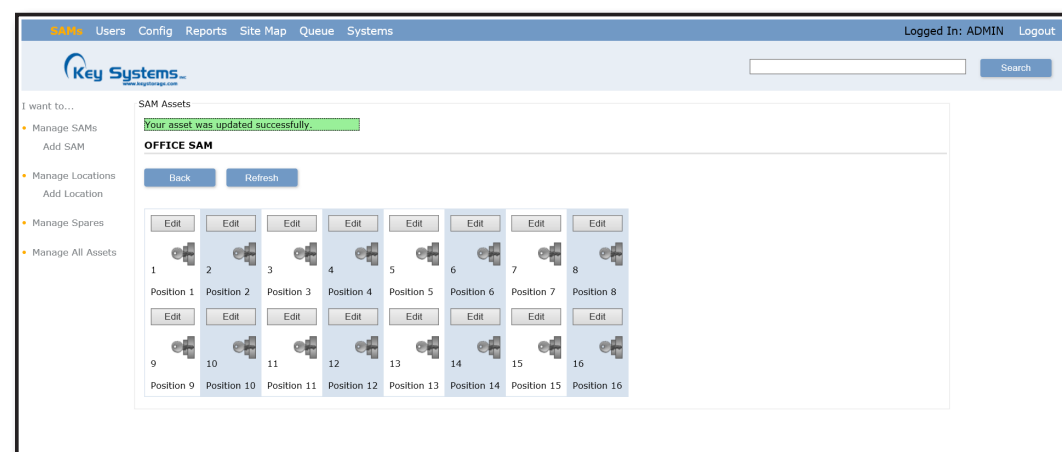 SAMs Users Config Reports Site Map Queue Systems Logged In: ADMIN Logout
Key Systems INC
www.keystorage.com
Search
I want to...
Manage SAMs
Add SAM
Manage Locations
Add Location
Manage Spares
Manage All Assets
SAM Assets
Your asset was updated successfully.
OFFICE SAM
Back Refresh
Edit Edit Edit Edit Edit Edit Edit Edit
1 2 3 4 5 6 7 8
Position 1 Position 2 Position 3 Position 4 Position 5 Position 6 Position 7 Position 8
Edit Edit Edit Edit Edit Edit Edit Edit
9 10 11 12 13 14 15 16
Position 9 Position 10 Position 11 Position 12 Position 13 Position 14 Position 15 Position 16